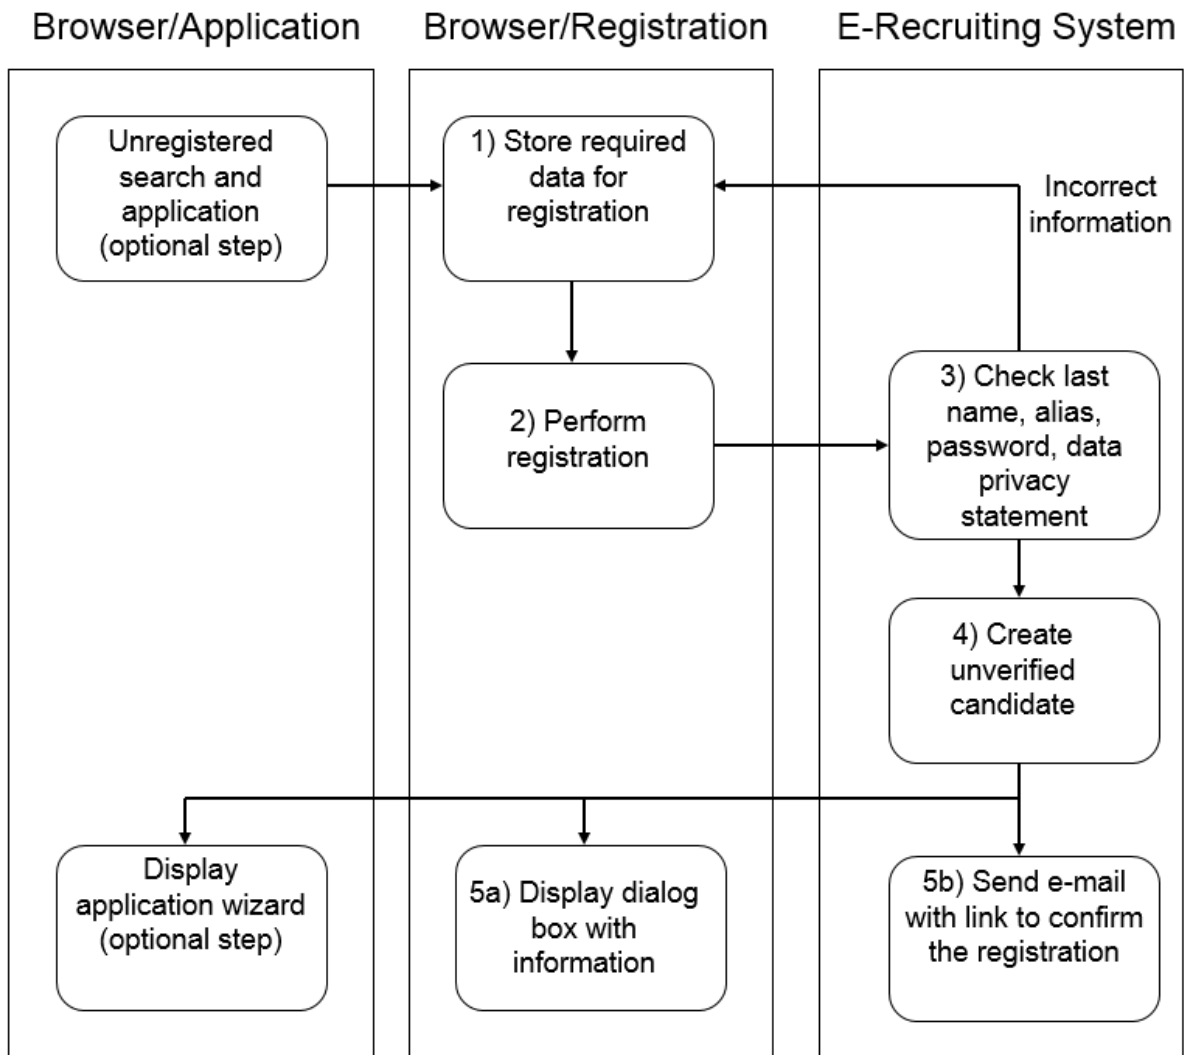 Browser/Application
Browser/Registration
E-Recruiting System
Unregistered
search and
application
(optional step)
1) Store required
data for
registration
Incorrect
information
2) Perform
registration
3) Check last
name, alias,
password, data
privacy
statement
4) Create
unverified
candidate
Display
application wizard
(optional step)
5a) Display dialog
box with
information
5b) Send e-mail
with link to confirm
the registration